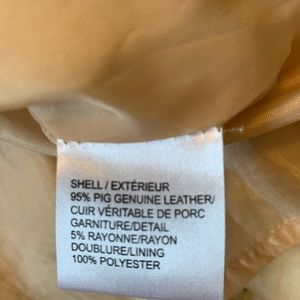 SHELL / EXTÉRIEUR
95% PIG GENUINE LEATHER/
CUIR VÉRITABLE DE PORC
GARNITURE/DETAIL
5% RAYONNE/RAYON
DOUBLURE/LINING
100% POLYESTER